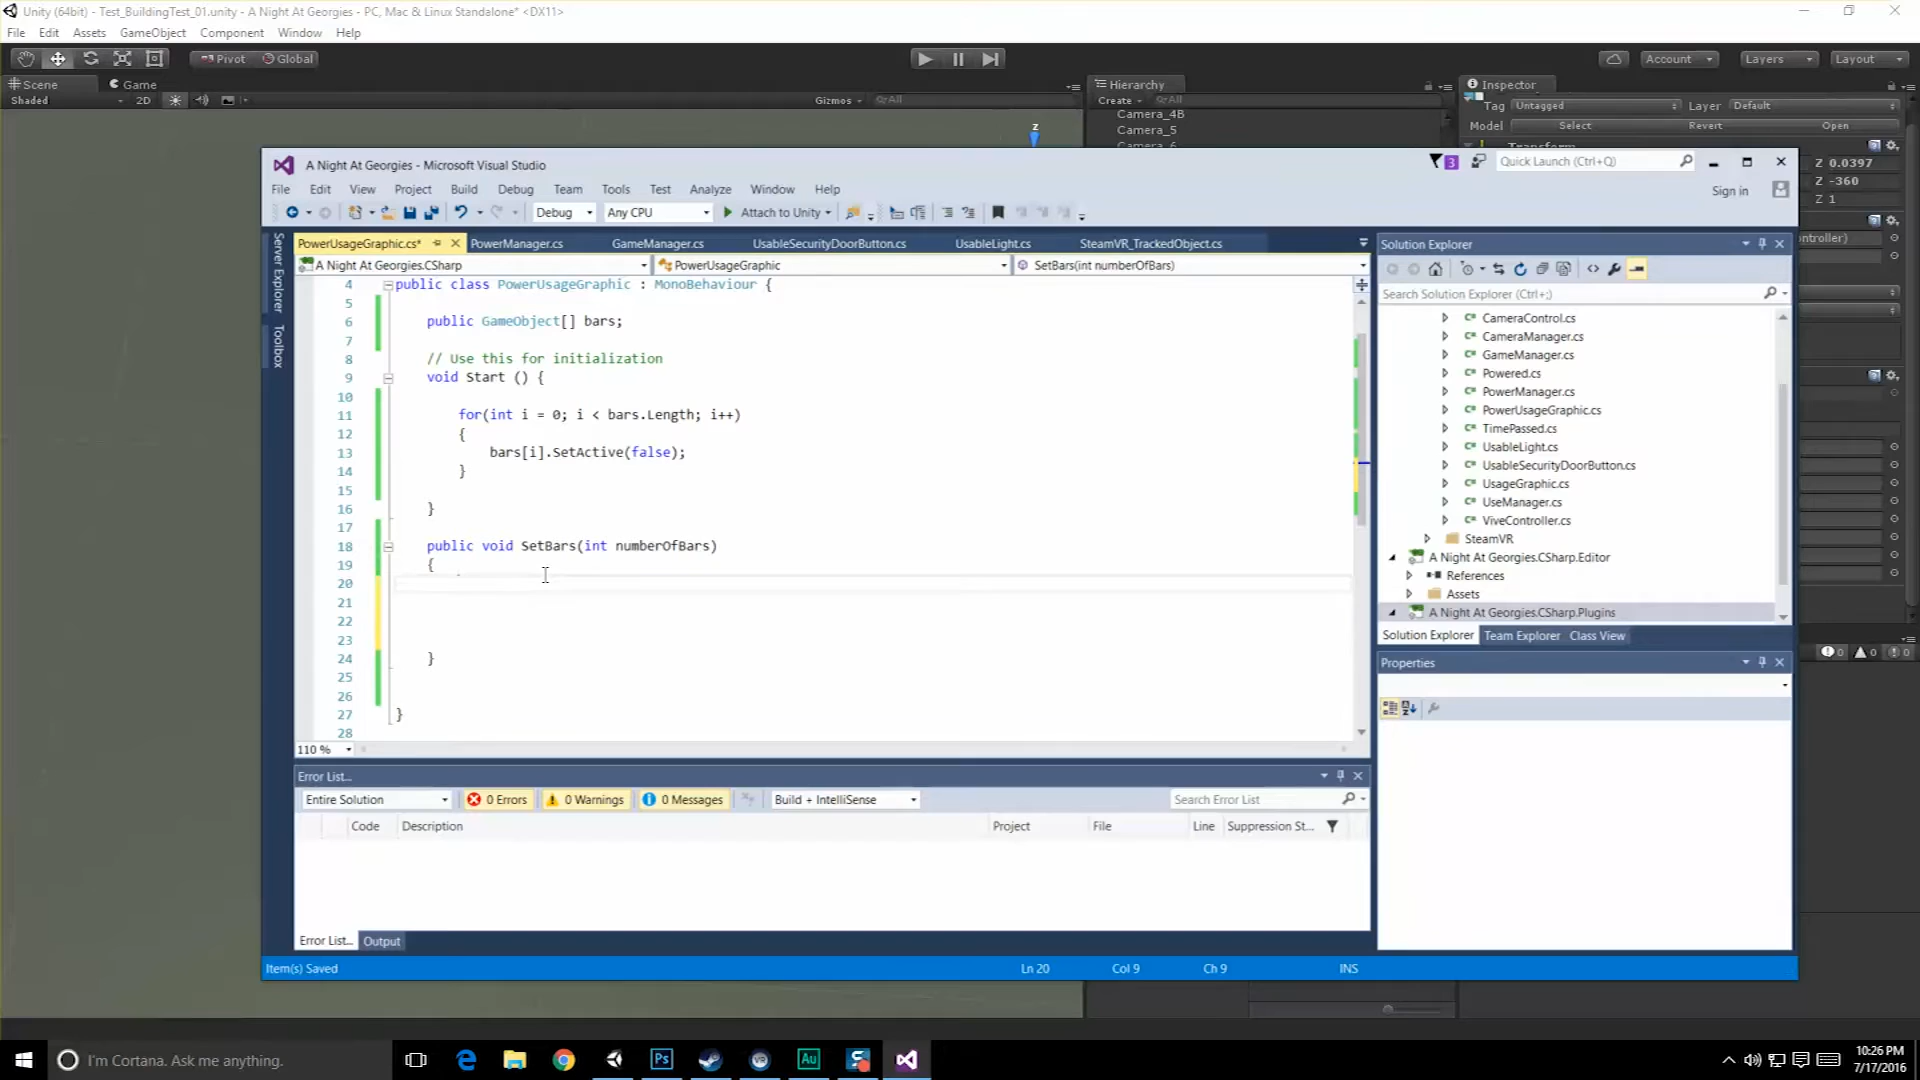 Unity (64bit) - Test_BuildingTest_01.unity - A Night At Georgies - PC, Mac & Linux Standalone* <DX11>
File Edit Assets GameObject Component Window Help
Pivot Global Account Layers Layout
Scene Game Hierarchy Inspector
Shaded 2D Gizmos All Create All
Tag Untagged Layer Default
Camera_4B
Model Select Revert Open
Camera_5
z
Z 0.0397
Z -360
Z 1
A Night At Georgies - Microsoft Visual Studio
3 Quick Launch (Ctrl+Q)
File Edit View Project Build Debug Team Tools Test Analyze Window Help
Sign in
Debug Any CPU Attach to Unity
Server Explorer
Toolbox
PowerUsageGraphic.cs* PowerManager.cs GameManager.cs UsableSecurityDoorButton.cs UsableLight.cs SteamVR_TrackedObject.cs
A Night At Georgies.CSharp PowerUsageGraphic SetBars(int numberOfBars)
4 public class PowerUsageGraphic : MonoBehaviour {
5
6 public GameObject[] bars;
7
8 // Use this for initialization
9 void Start () {
10
11 for(int i = 0; i < bars.Length; i++)
12 {
13 bars[i].SetActive(false);
14 }
15
16 }
17
18 public void SetBars(int numberOfBars)
19 {
20
21
22
23
24 }
25
26
27 }
28
110 %
Solution Explorer
Search Solution Explorer (Ctrl+;)
CameraControl.cs
CameraManager.cs
GameManager.cs
Powered.cs
PowerManager.cs
PowerUsageGraphic.cs
TimePassed.cs
UsableLight.cs
UsableSecurityDoorButton.cs
UsageGraphic.cs
UseManager.cs
ViveController.cs
SteamVR
A Night At Georgies.CSharp.Editor
References
Assets
A Night At Georgies.CSharp.Plugins
Solution Explorer Team Explorer Class View
Properties
Error List...
Entire Solution 0 Errors 0 Warnings 0 Messages Build + IntelliSense Search Error List
Code Description Project File Line Suppression St...
Error List... Output
Item(s) Saved Ln 20 Col 9 Ch 9 INS
I'm Cortana. Ask me anything.
10:26 PM
7/17/2016